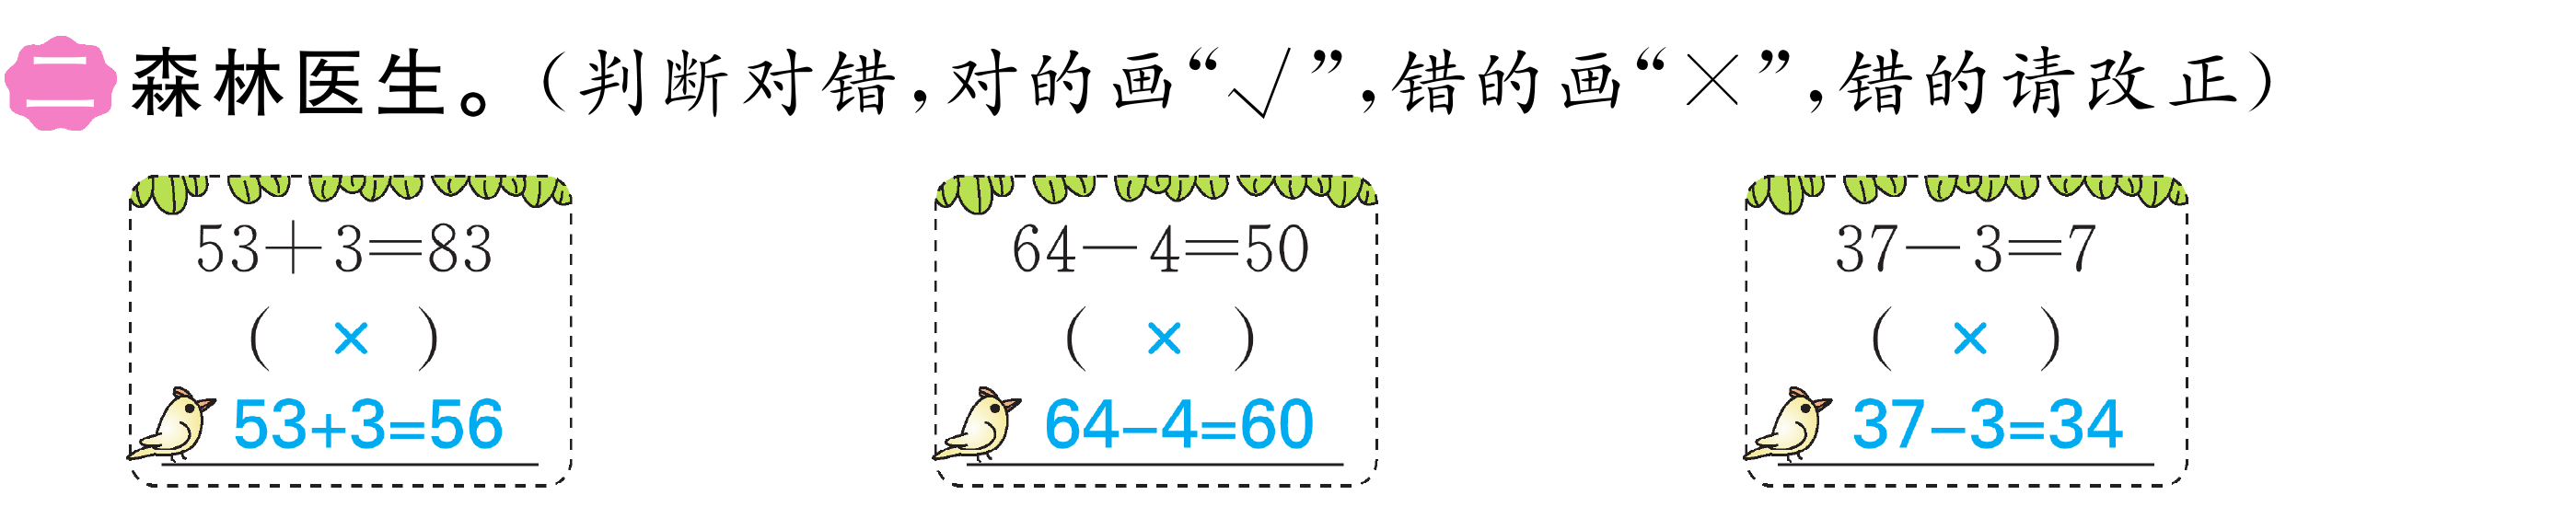 二 森林医生。(判断对错,对的画“√”,错的画“×”,错的请改正)
53+3=83
( × )
53+3=56
64-4=50
( × )
64-4=60
37-3=7
( × )
37-3=34